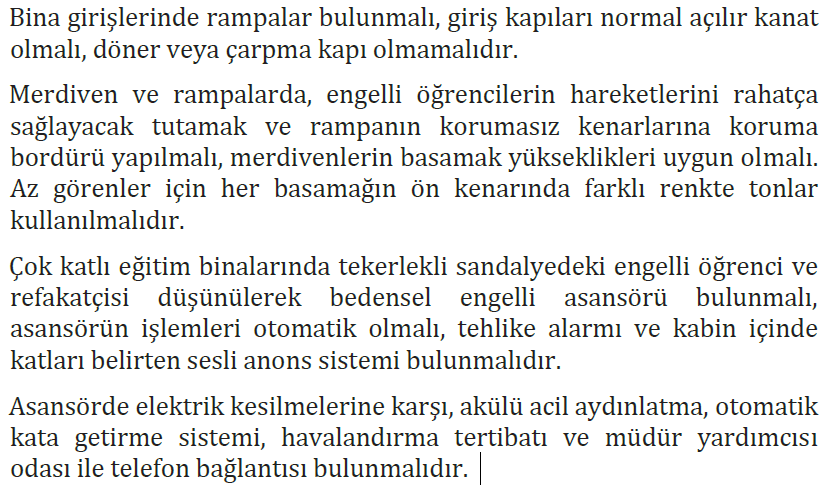 Bina girişlerinde rampalar bulunmalı, giriş kapıları normal açılır kanat
olmalı, döner veya çarpma kapı olmamalıdır.
Merdiven ve rampalarda, engelli öğrencilerin hareketlerini rahatça
sağlayacak tutamak ve rampanın korumasız kenarlarına koruma
bordürü yapılmalı, merdivenlerin basamak yükseklikleri uygun olmalı.
Az görenler için her basamağın ön kenarında farklı renkte tonlar
kullanılmalıdır.
Çok katlı eğitim binalarında tekerlekli sandalyedeki engelli öğrenci ve
refakatçisi düşünülerek bedensel engelli asansörü bulunmalı,
asansörün işlemleri otomatik olmalı, tehlike alarmı ve kabin içinde
katları belirten sesli anons sistemi bulunmalıdır.
Asansörde elektrik kesilmelerine karşı, akülü acil aydınlatma, otomatik
kata getirme sistemi, havalandırma tertibatı ve müdür yardımcısı
odası ile telefon bağlantısı bulunmalıdır.